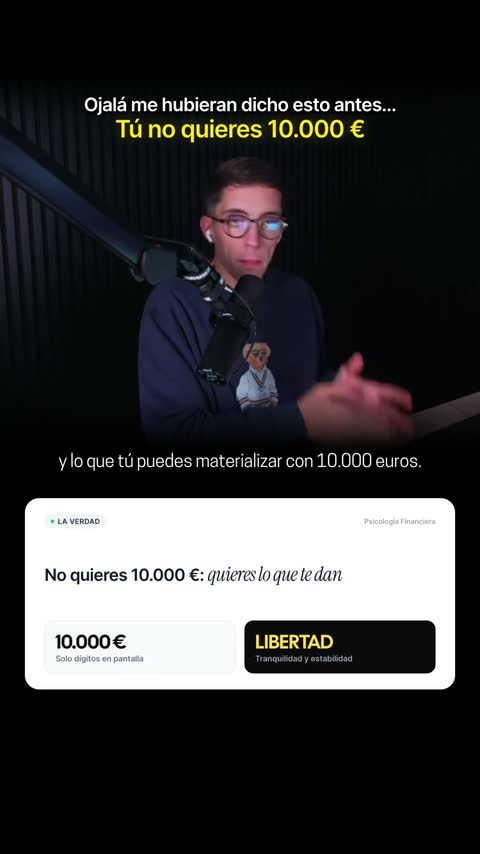 Ojalá me hubieran dicho esto antes...
Tú no quieres 10.000 €
y lo que tú puedes materializar con 10.000 euros.
LA VERDAD
Psicología Financiera
No quieres 10.000 €: quieres lo que te dan
10.000 €
Solo dígitos en pantalla
LIBERTAD
Tranquilidad y estabilidad